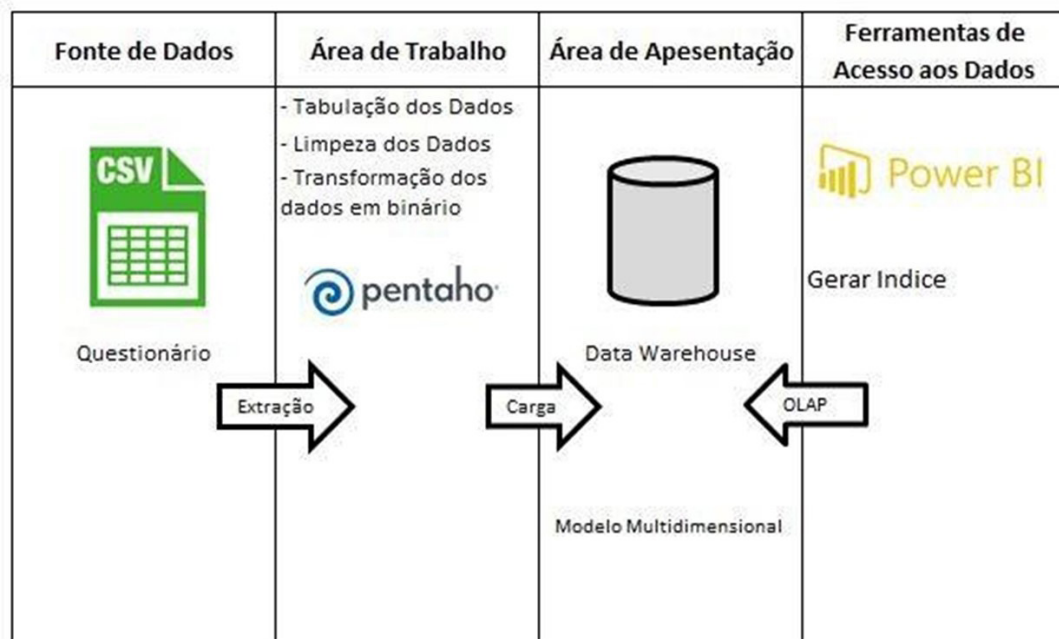 Fonte de Dados
Área de Trabalho
Área de Apresentação
Ferramentas de
Acesso aos Dados
CSV
Questionário
Extração
- Tabulação dos Dados
- Limpeza dos Dados
- Transformação dos
dados em binário
pentaho
Carga
Data Warehouse
Modelo Multidimensional
Power BI
Gerar Indice
OLAP